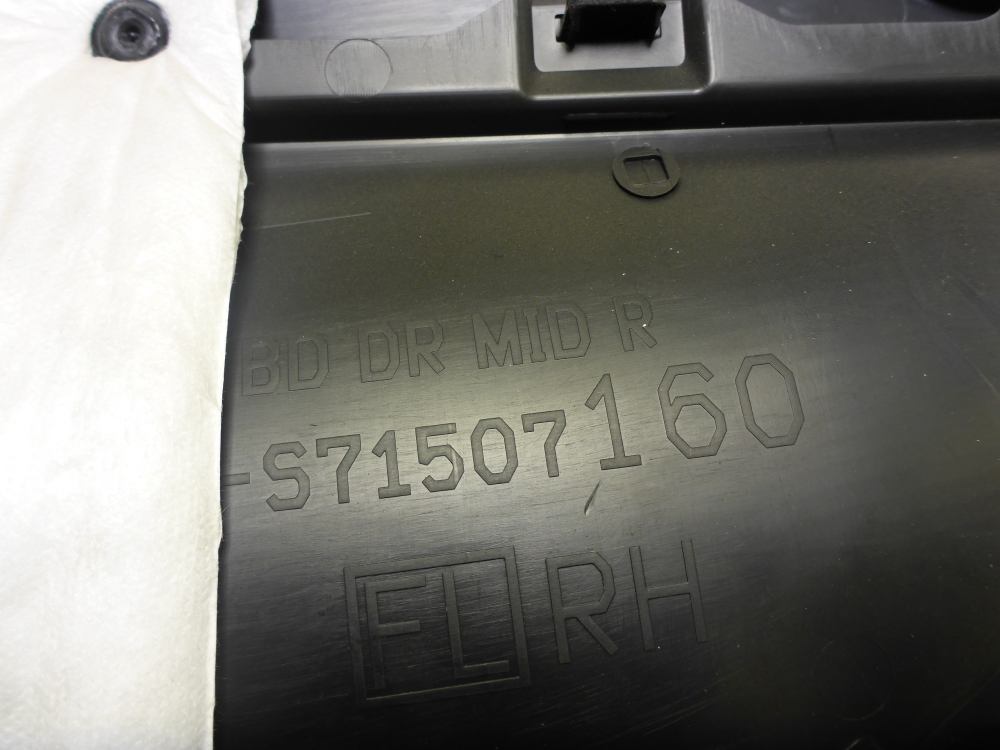 BD DR MID R
-S71507160
FL RH